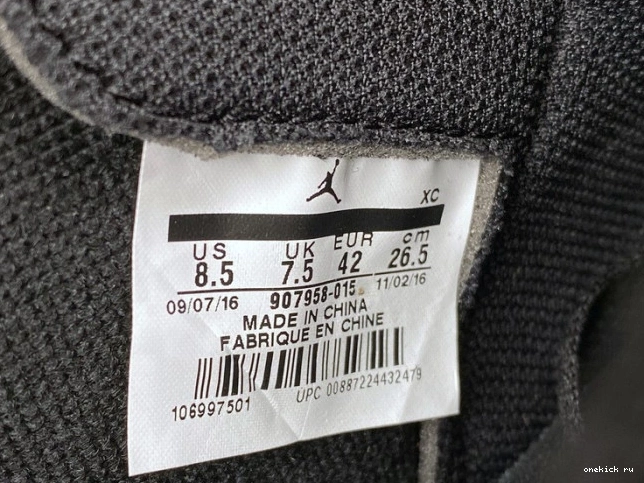 XC
US UK EUR cm
8.5 7.5 42 26.5
09/07/16 907958-015 11/02/16
MADE IN CHINA
FABRIQUE EN CHINE
106997501 UPC 00887224432479
onekick ru